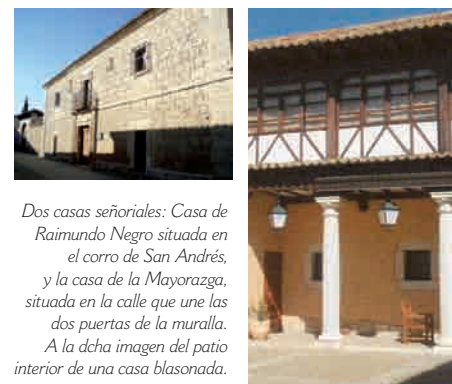 Dos casas señoriales: Casa de
Raimundo Negro situada en
el corro de San Andrés,
y la casa de la Mayorazga,
situada en la calle que une las
dos puertas de la muralla.
A la dcha imagen del patio
interior de una casa blasonada.